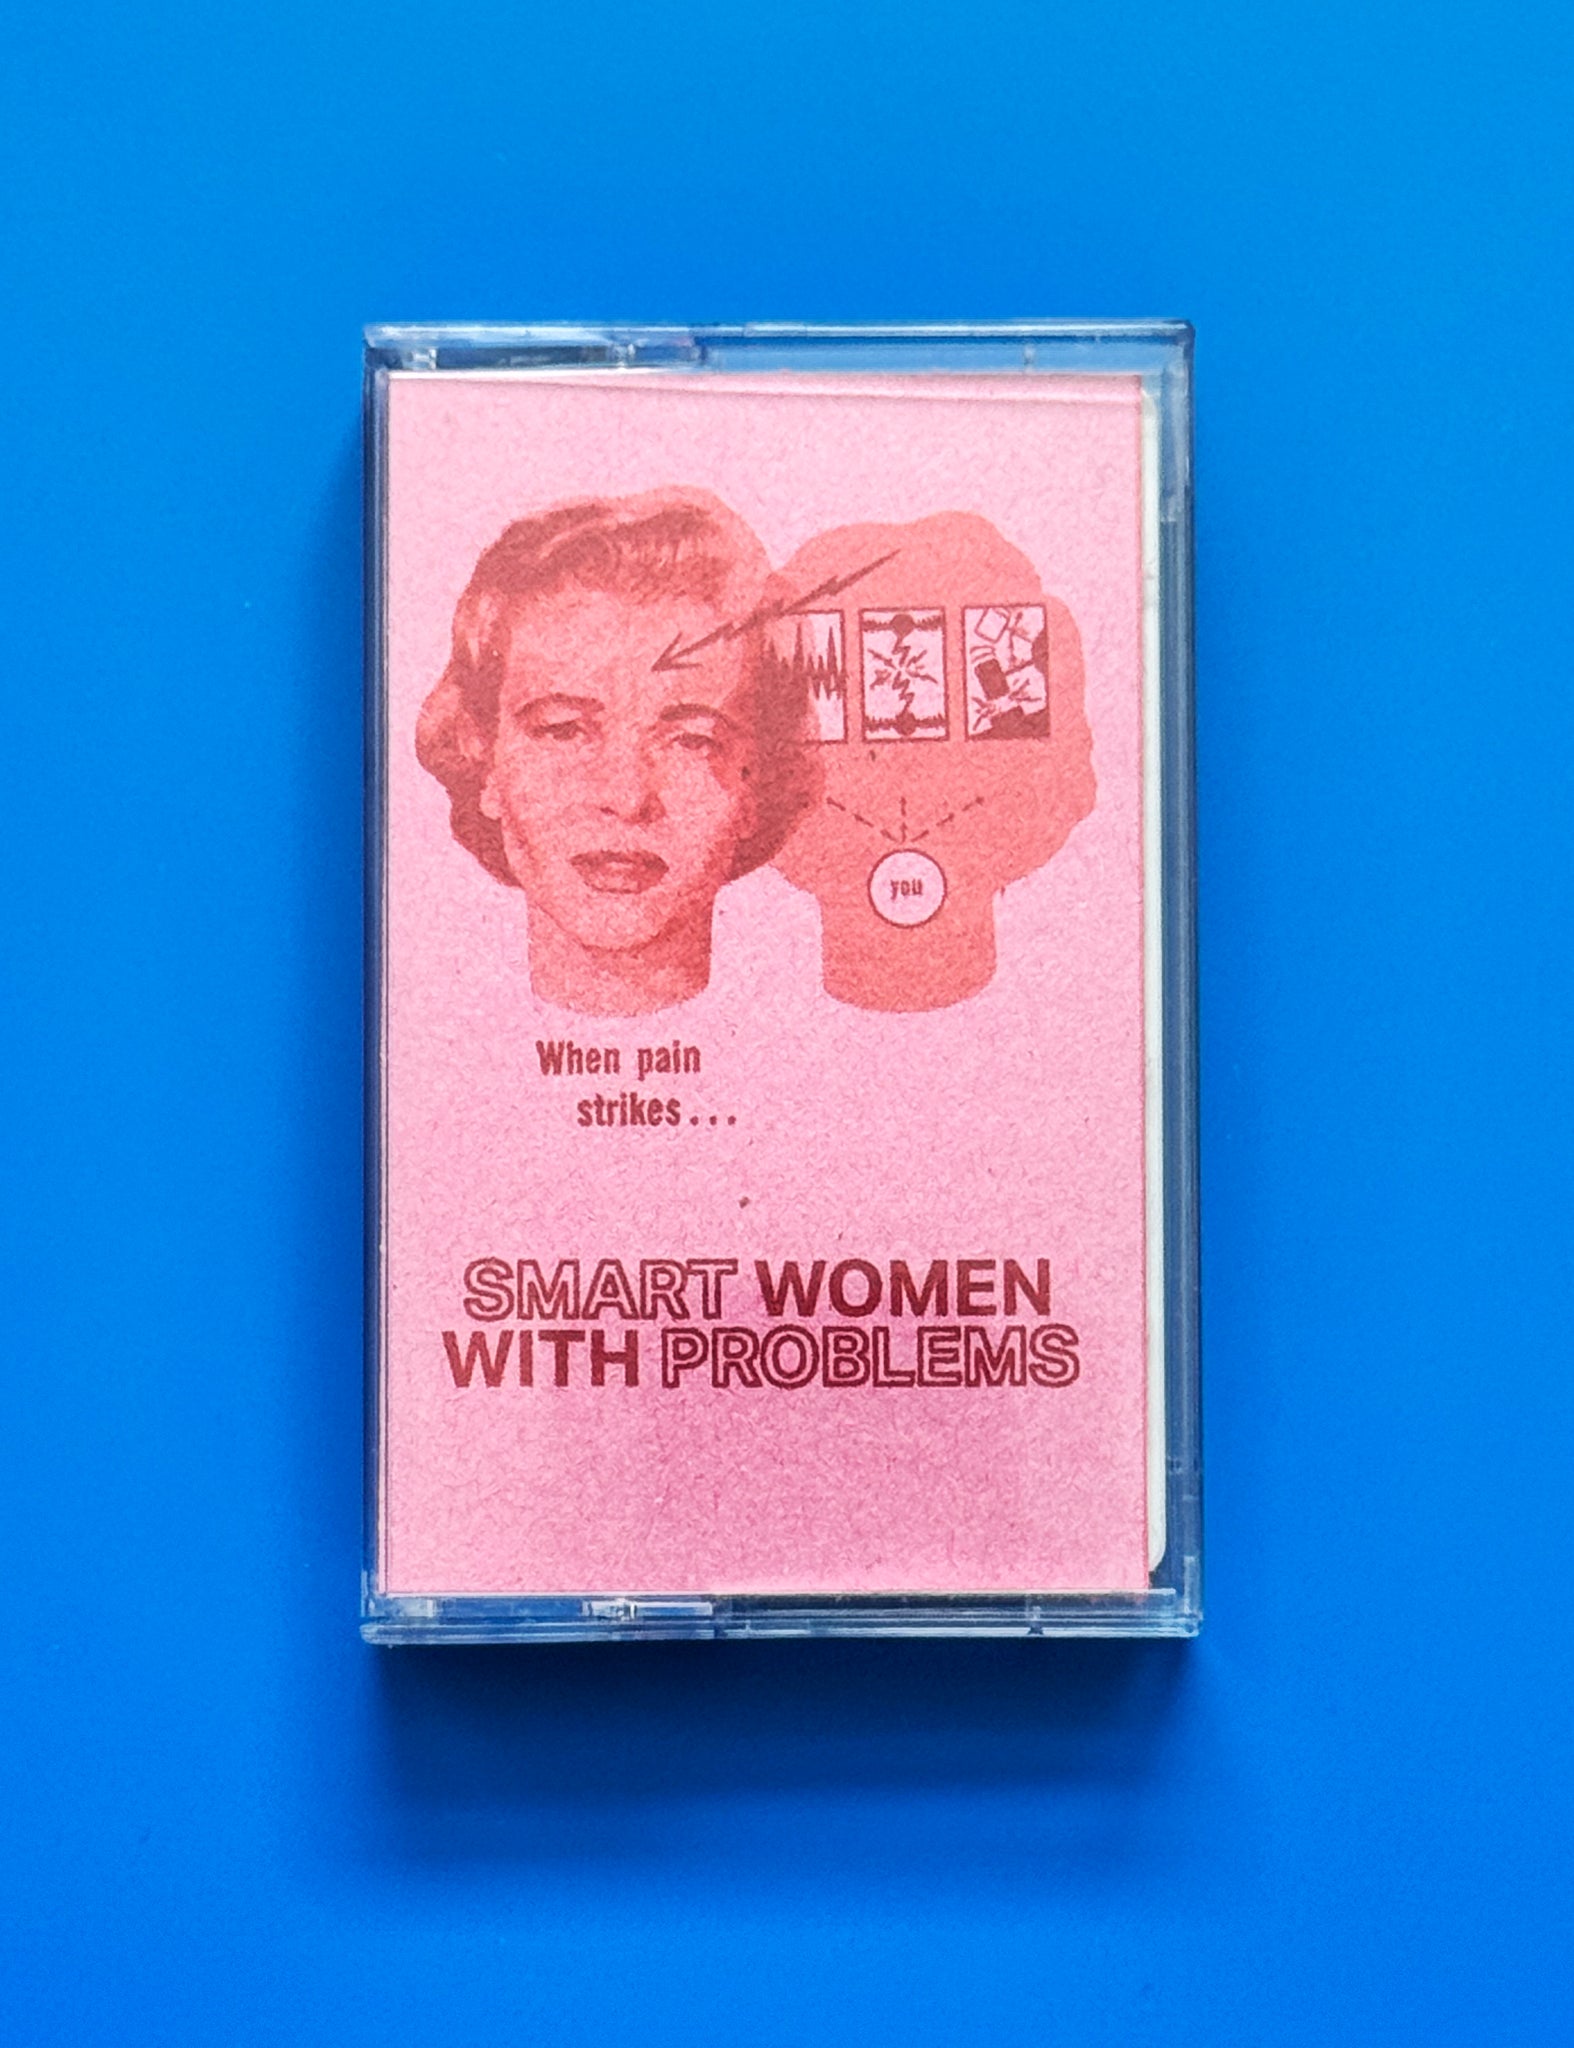 you
When pain
strikes...
SMART WOMEN
WITH PROBLEMS